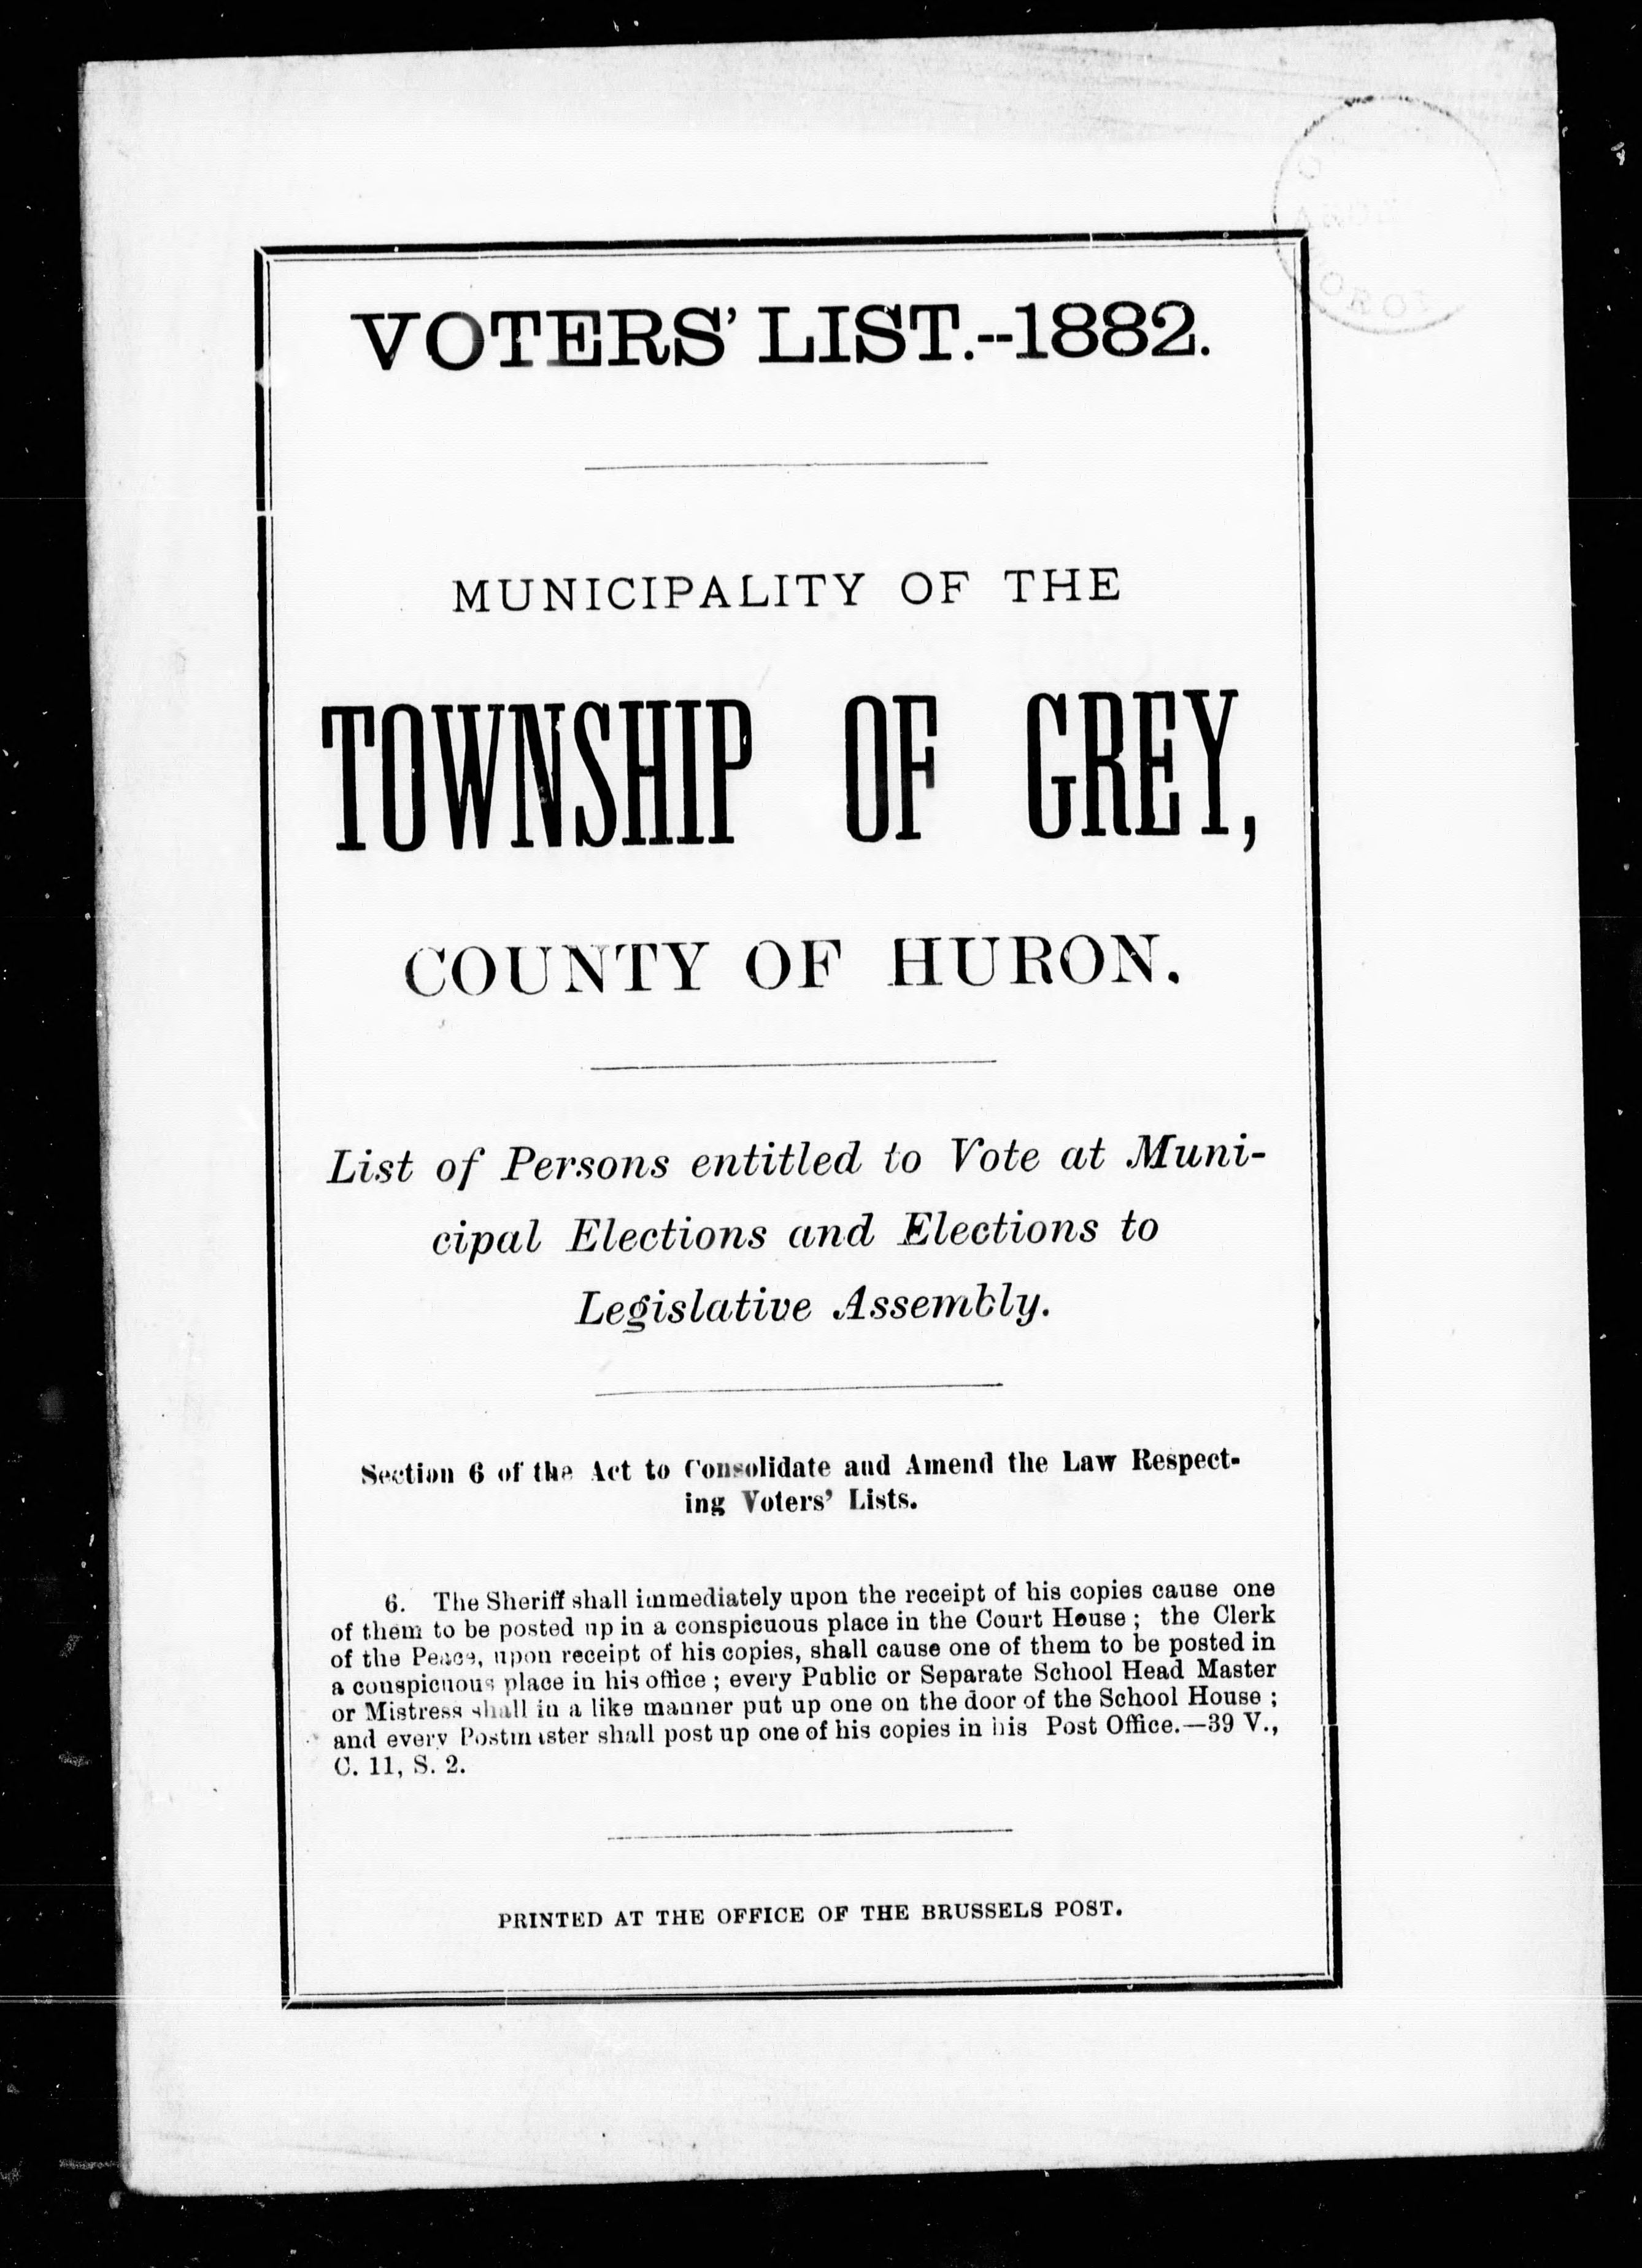 VOTERS' LIST.--1882.
MUNICIPALITY OF THE
TOWNSHIP OF GREY,
COUNTY OF HURON.
List of Persons entitled to Vote at Muni-
cipal Elections and Elections to
Legislative Assembly.
Section 6 of the Act to Consolidate and Amend the Law Respect-
ing Voters' Lists.
6. The Sheriff shall immediately upon the receipt of his copies cause one
of them to be posted up in a conspicuous place in the Court House ; the Clerk
of the Peace, upon receipt of his copies, shall cause one of them to be posted in
a conspicuous place in his office ; every Public or Separate School Head Master
or Mistress shall in a like manner put up one on the door of the School House ;
and every Postmaster shall post up one of his copies in his Post Office.—39 V.,
C. 11, S. 2.
PRINTED AT THE OFFICE OF THE BRUSSELS POST.